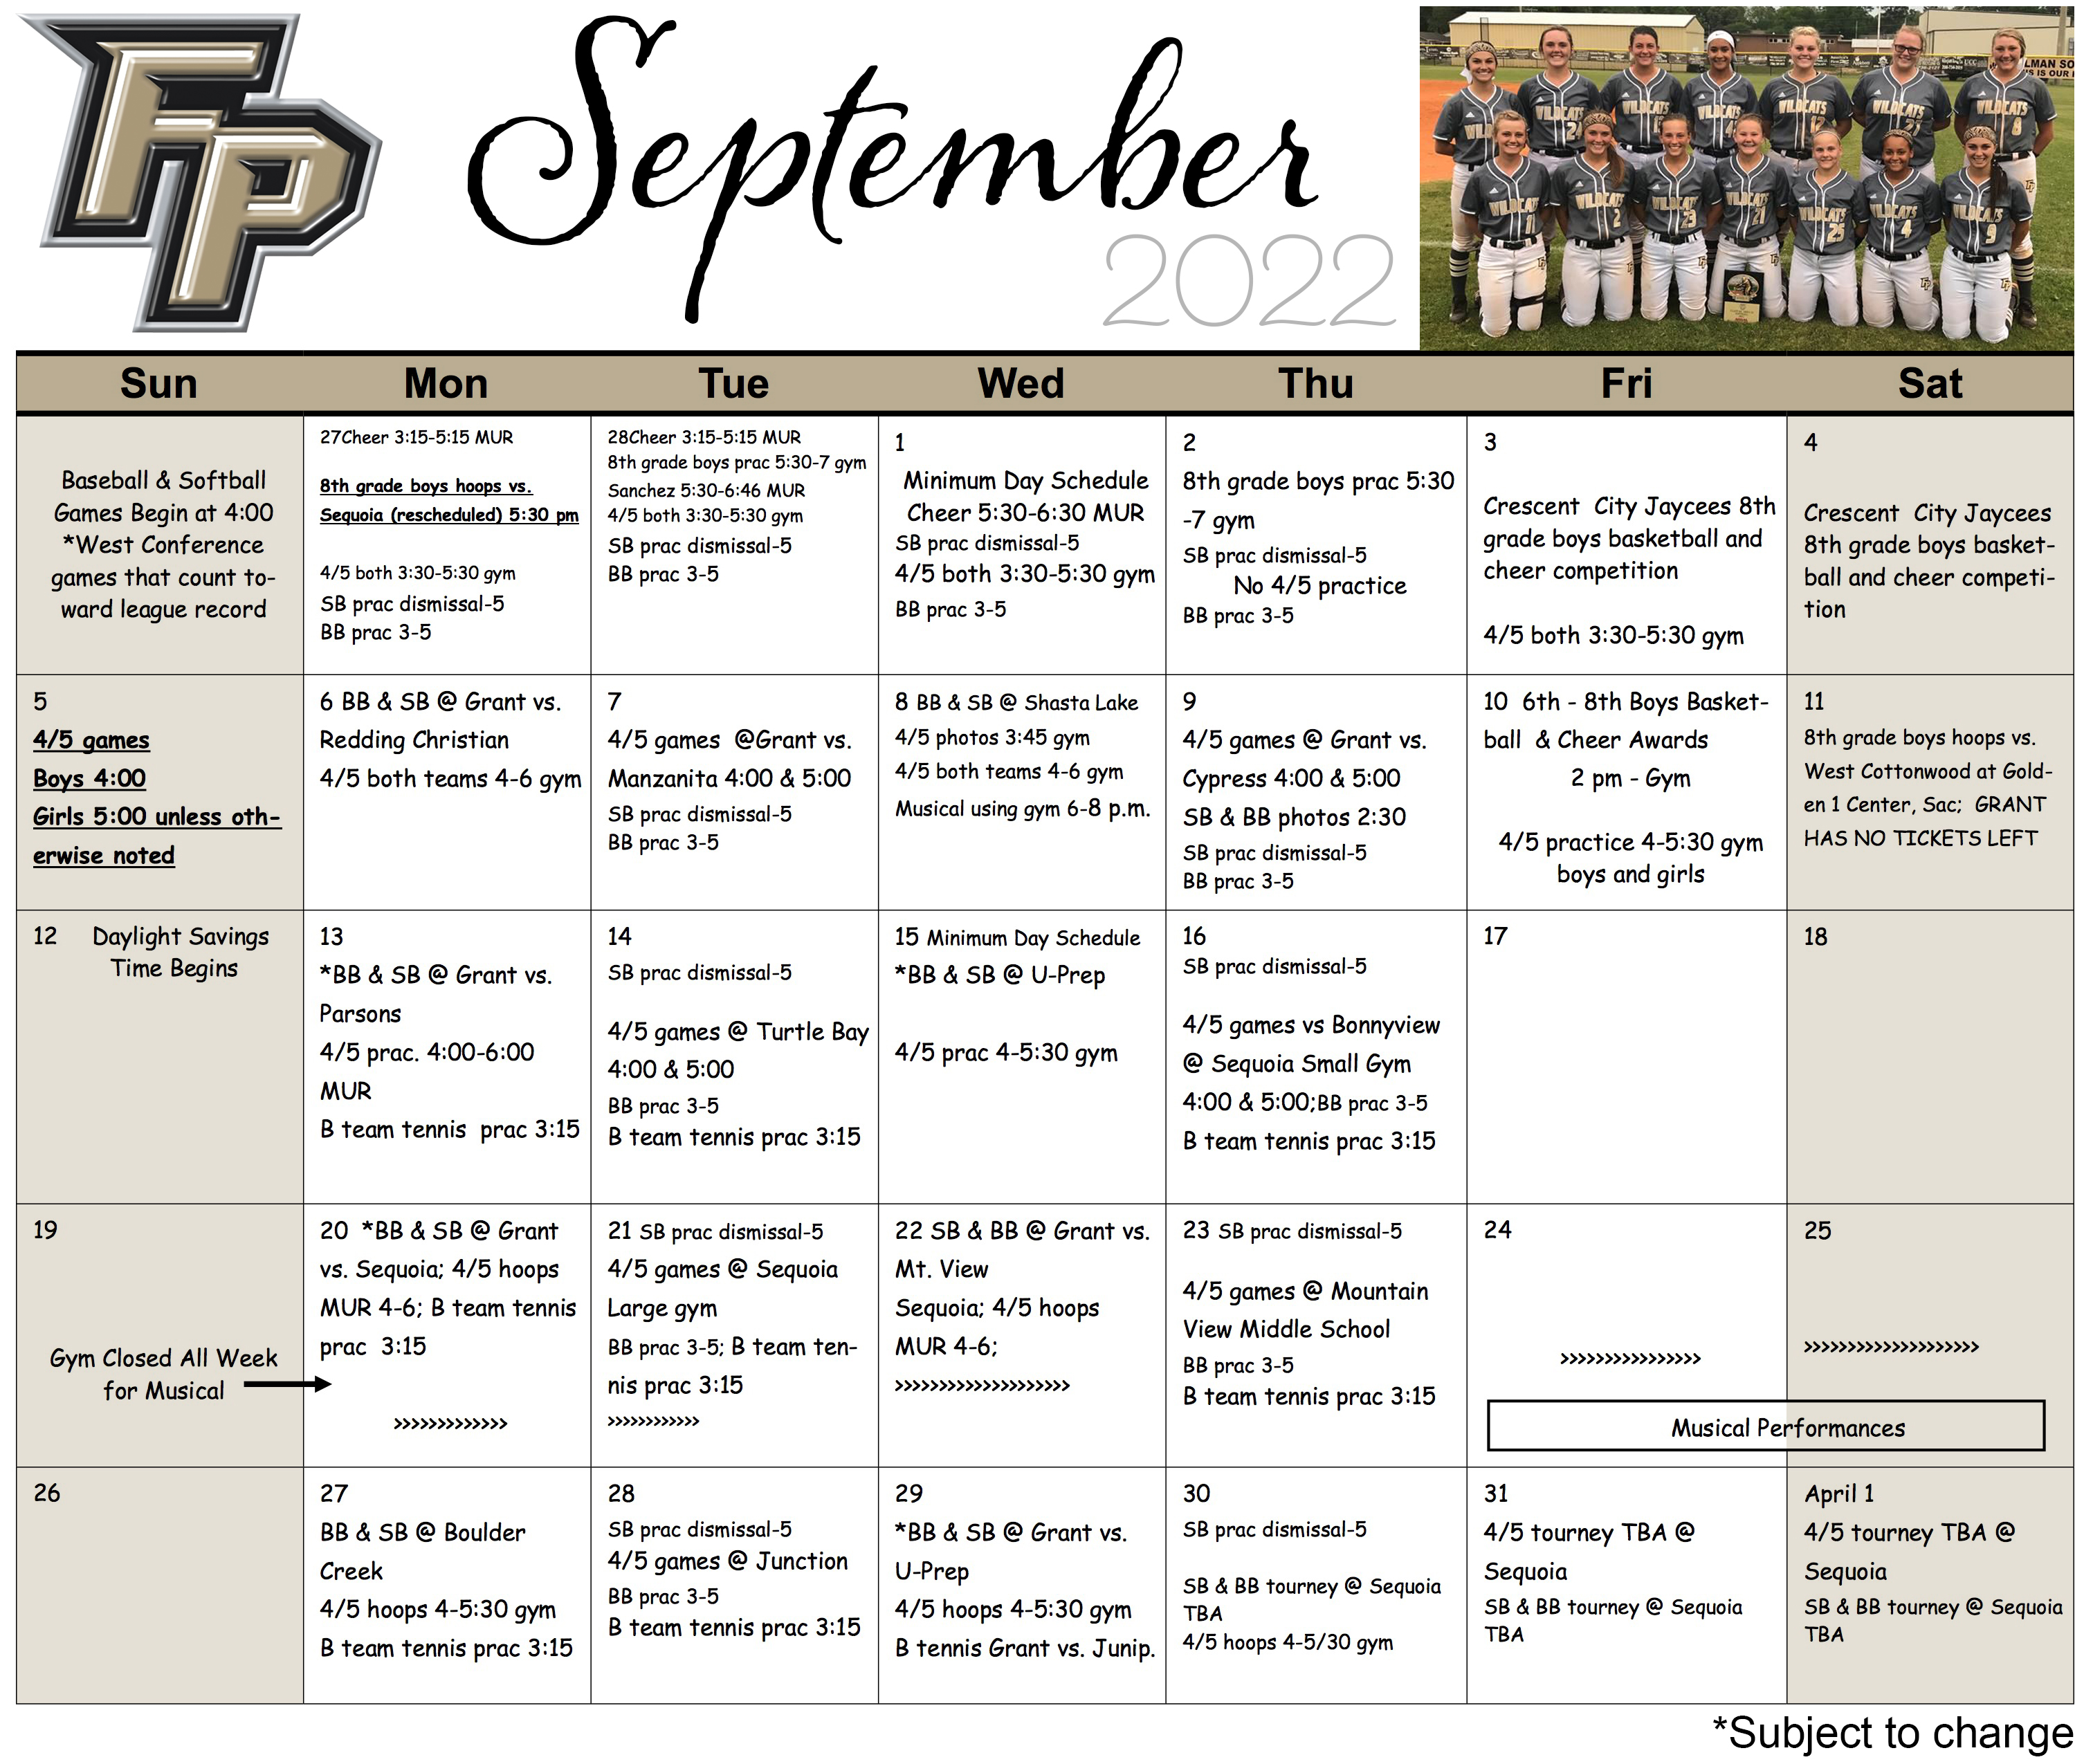 FP
September
2022
Sun Mon Tue Wed Thu Fri Sat
Baseball & Softball
Games Begin at 4:00
*West Conference
games that count to-
ward league record
27Cheer 3:15-5:15 MUR
8th grade boys hoops vs.
Sequoia (rescheduled) 5:30 pm
4/5 both 3:30-5:30 gym
SB prac dismissal-5
BB prac 3-5
28Cheer 3:15-5:15 MUR
8th grade boys prac 5:30-7 gym
Sanchez 5:30-6:46 MUR
4/5 both 3:30-5:30 gym
SB prac dismissal-5
BB prac 3-5
1
Minimum Day Schedule
Cheer 5:30-6:30 MUR
SB prac dismissal-5
4/5 both 3:30-5:30 gym
BB prac 3-5
2
8th grade boys prac 5:30
-7 gym
SB prac dismissal-5
No 4/5 practice
BB prac 3-5
3
Crescent City Jaycees 8th
grade boys basketball and
cheer competition
4/5 both 3:30-5:30 gym
4
Crescent City Jaycees
8th grade boys basket-
ball and cheer competi-
tion
5
4/5 games
Boys 4:00
Girls 5:00 unless oth-
erwise noted
6 BB & SB @ Grant vs.
Redding Christian
4/5 both teams 4-6 gym
7
4/5 games @Grant vs.
Manzanita 4:00 & 5:00
SB prac dismissal-5
BB prac 3-5
8 BB & SB @ Shasta Lake
4/5 photos 3:45 gym
4/5 both teams 4-6 gym
Musical using gym 6-8 p.m.
9
4/5 games @ Grant vs.
Cypress 4:00 & 5:00
SB & BB photos 2:30
SB prac dismissal-5
BB prac 3-5
10 6th - 8th Boys Basket-
ball & Cheer Awards
2 pm - Gym
4/5 practice 4-5:30 gym
boys and girls
11
8th grade boys hoops vs.
West Cottonwood at Gold-
en 1 Center, Sac; GRANT
HAS NO TICKETS LEFT
12 Daylight Savings
Time Begins
13
*BB & SB @ Grant vs.
Parsons
4/5 prac. 4:00-6:00
MUR
B team tennis prac 3:15
14
SB prac dismissal-5
4/5 games @ Turtle Bay
4:00 & 5:00
BB prac 3-5
B team tennis prac 3:15
15 Minimum Day Schedule
*BB & SB @ U-Prep
4/5 prac 4-5:30 gym
16
SB prac dismissal-5
4/5 games vs Bonnyview
@ Sequoia Small Gym
4:00 & 5:00;BB prac 3-5
B team tennis prac 3:15
17
18
19
Gym Closed All Week
for Musical
20 *BB & SB @ Grant
vs. Sequoia; 4/5 hoops
MUR 4-6; B team tennis
prac 3:15
>>>>>>>>>>>>>
21 SB prac dismissal-5
4/5 games @ Sequoia
Large gym
BB prac 3-5; B team ten-
nis prac 3:15
>>>>>>>>>>>>
22 SB & BB @ Grant vs.
Mt. View
Sequoia; 4/5 hoops
MUR 4-6;
>>>>>>>>>>>>>>>>>>>>
23 SB prac dismissal-5
4/5 games @ Mountain
View Middle School
BB prac 3-5
B team tennis prac 3:15
24
>>>>>>>>>>>>>>>>
25
>>>>>>>>>>>>>>>>>>>>
Musical Performances
26
27
BB & SB @ Boulder
Creek
4/5 hoops 4-5:30 gym
B team tennis prac 3:15
28
SB prac dismissal-5
4/5 games @ Junction
BB prac 3-5
B team tennis prac 3:15
29
*BB & SB @ Grant vs.
U-Prep
4/5 hoops 4-5:30 gym
B tennis Grant vs. Junip.
30
SB prac dismissal-5
SB & BB tourney @ Sequoia
TBA
4/5 hoops 4-5/30 gym
31
4/5 tourney TBA @
Sequoia
SB & BB tourney @ Sequoia
TBA
April 1
4/5 tourney TBA @
Sequoia
SB & BB tourney @ Sequoia
TBA
*Subject to change